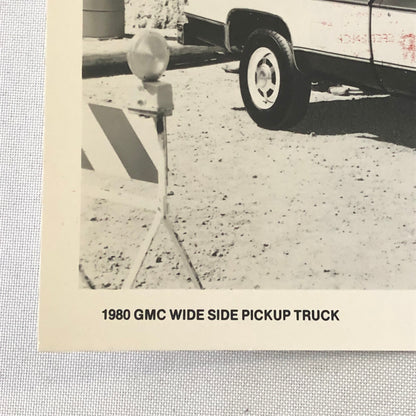 1980 GMC WIDE SIDE PICKUP TRUCK